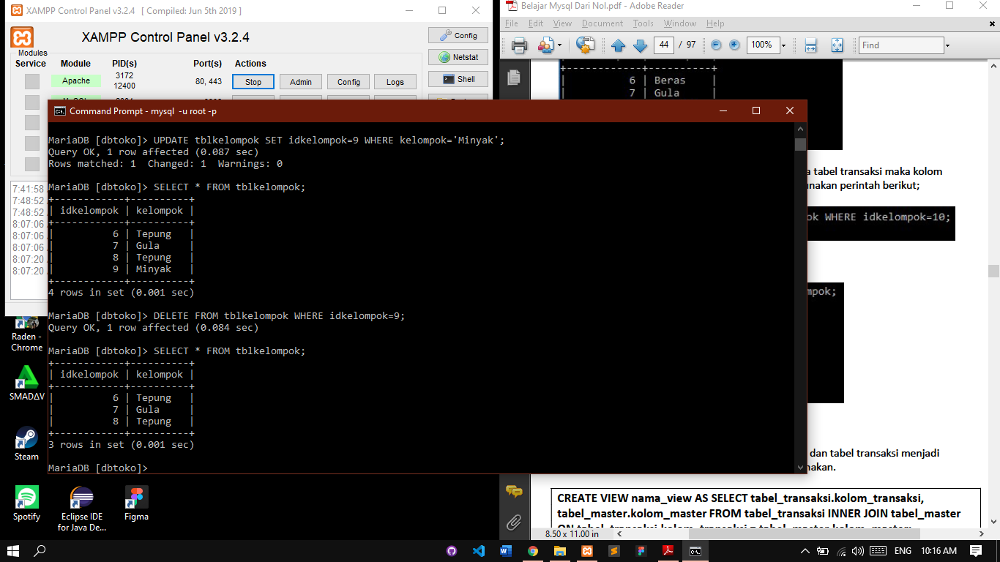 XAMPP Control Panel v3.2.4 [ Compiled: Jun 5th 2019 ]
XAMPP Control Panel v3.2.4
Config
Modules
Service Module PID(s) Port(s) Actions
Netstat
Apache
3172
12400
80, 443
Stop Admin Config Logs
Shell
7:41:58
7:48:52
7:48:52
8:07:06
8:07:06
8:07:06
8:07:20
8:07:20
Belajar Mysql Dari Nol.pdf - Adobe Reader
File Edit View Document Tools Window Help
44 / 97 100% Find
+------------+----------+
| 6 | Beras |
| 7 | Gula
a tabel transaksi maka kolom
unakan perintah berikut;
ok WHERE idkelompok=10;
mpok;
dan tabel transaksi menjadi
nakan.
CREATE VIEW nama_view AS SELECT tabel_transaksi.kolom_transaksi,
tabel_master.kolom_master FROM tabel_transaksi INNER JOIN tabel_master
ON tabel_transaksi.kolom_transaksi = tabel_master.kolom_master;
8.50 x 11.00 in
Command Prompt - mysql -u root -p
MariaDB [dbtoko]> UPDATE tblkelompok SET idkelompok=9 WHERE kelompok='Minyak';
Query OK, 1 row affected (0.087 sec)
Rows matched: 1 Changed: 1 Warnings: 0
MariaDB [dbtoko]> SELECT * FROM tblkelompok;
+------------+----------+
| idkelompok | kelompok |
+------------+----------+
| 6 | Tepung |
| 7 | Gula |
| 8 | Tepung |
| 9 | Minyak |
+------------+----------+
4 rows in set (0.001 sec)
MariaDB [dbtoko]> DELETE FROM tblkelompok WHERE idkelompok=9;
Query OK, 1 row affected (0.084 sec)
MariaDB [dbtoko]> SELECT * FROM tblkelompok;
+------------+----------+
| idkelompok | kelompok |
+------------+----------+
| 6 | Tepung |
| 7 | Gula |
| 8 | Tepung |
+------------+----------+
3 rows in set (0.001 sec)
MariaDB [dbtoko]>
Raden -
Chrome
SMADΔV
Steam
Spotify
Eclipse IDE
for Java De...
Figma
ENG 10:16 AM